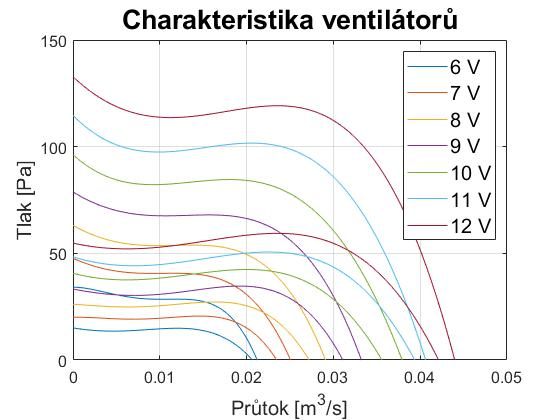 Charakteristika ventilátorů
150
100
50
0
Tlak [Pa]
6 V
7 V
8 V
9 V
10 V
11 V
12 V
0 0.01 0.02 0.03 0.04 0.05
Průtok [m³/s]